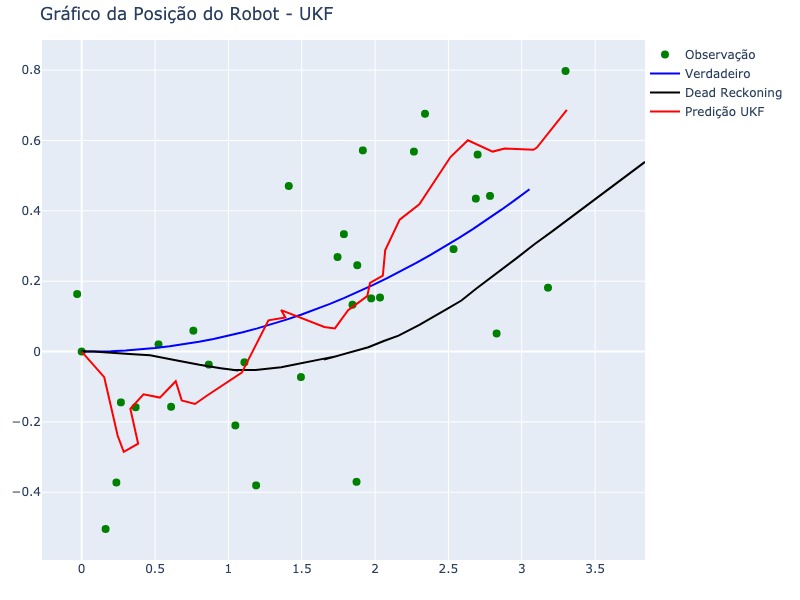 Gráfico da Posição do Robot - UKF
Observação
Verdadeiro
Dead Reckoning
Predição UKF
0.8
0.6
0.4
0.2
0
−0.2
−0.4
0 0.5 1 1.5 2 2.5 3 3.5